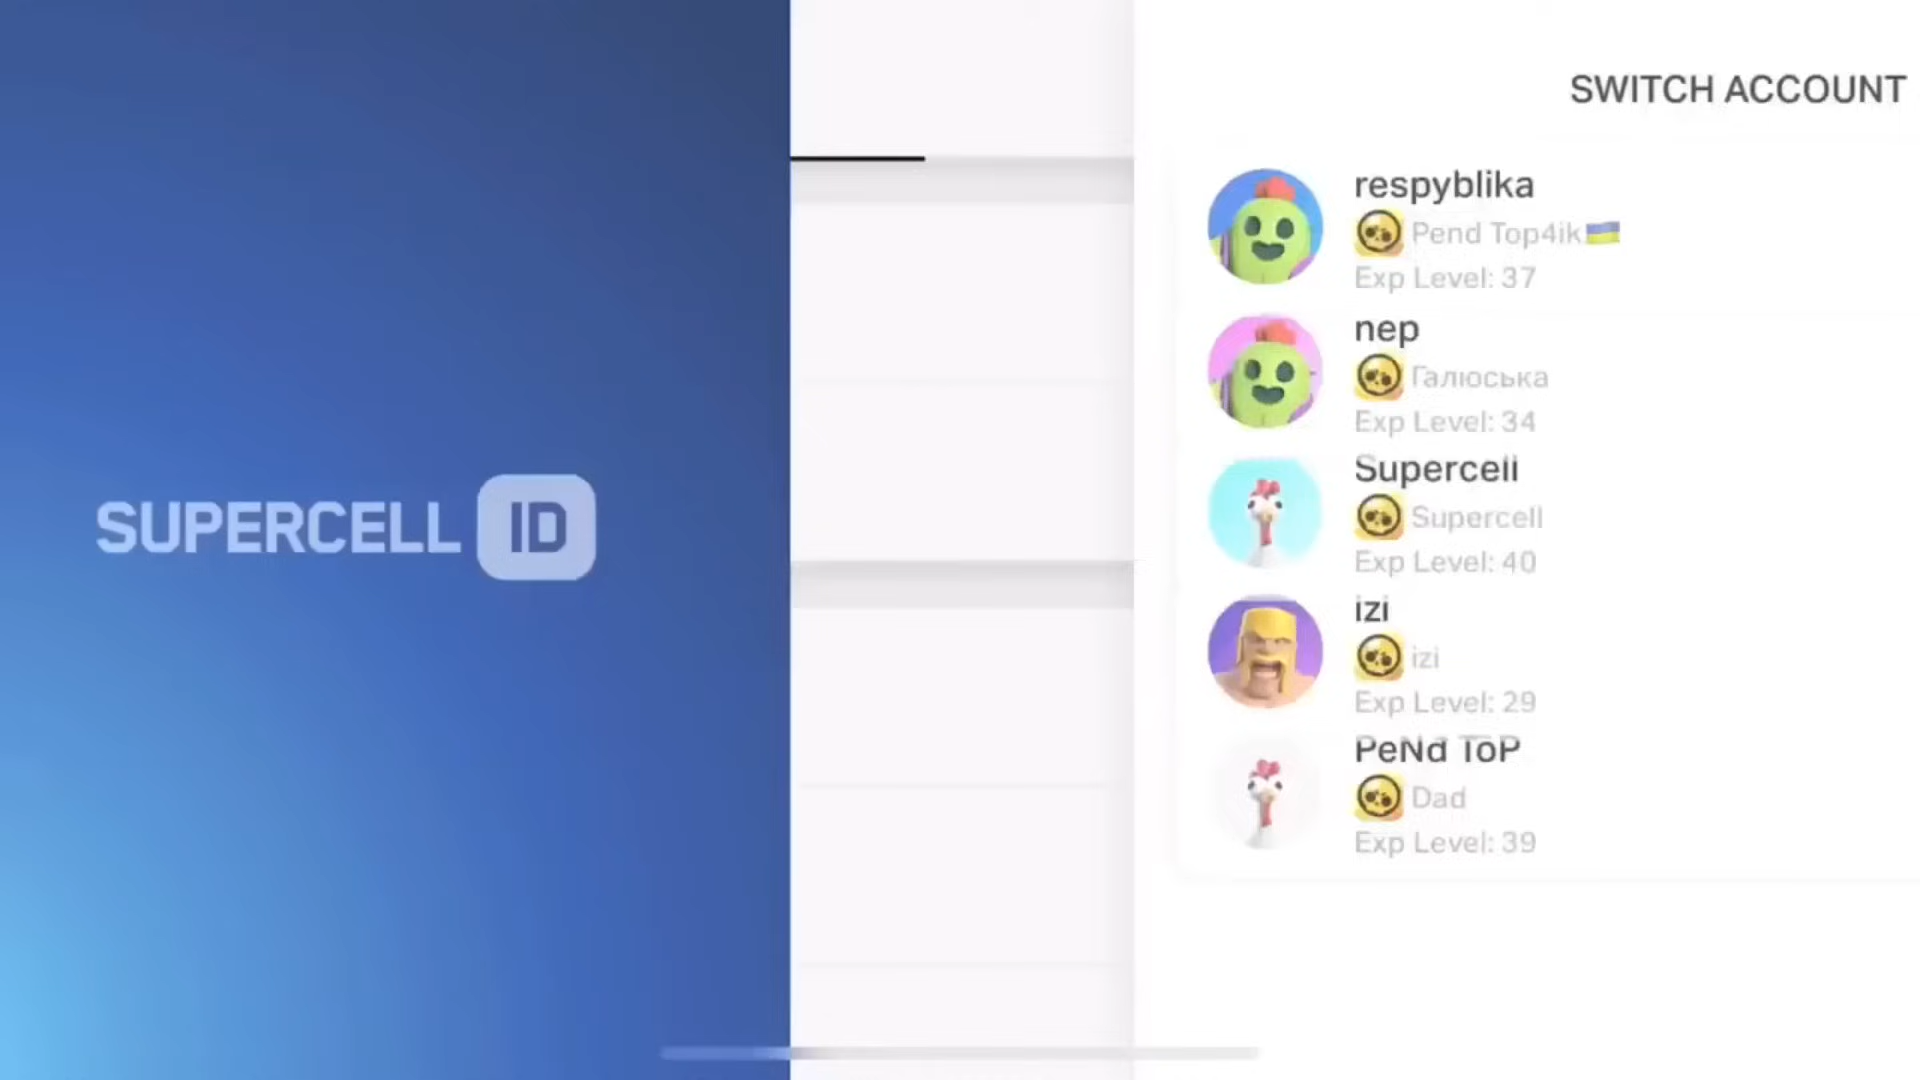 SUPERCELL ID
SWITCH ACCOUNT
respyblika
Pend Top4ik🇺🇦
Exp Level: 37
nep
Галюська
Exp Level: 34
Supercell
Supercell
Exp Level: 40
izi
izi
Exp Level: 29
PeNd ToP
Dad
Exp Level: 39